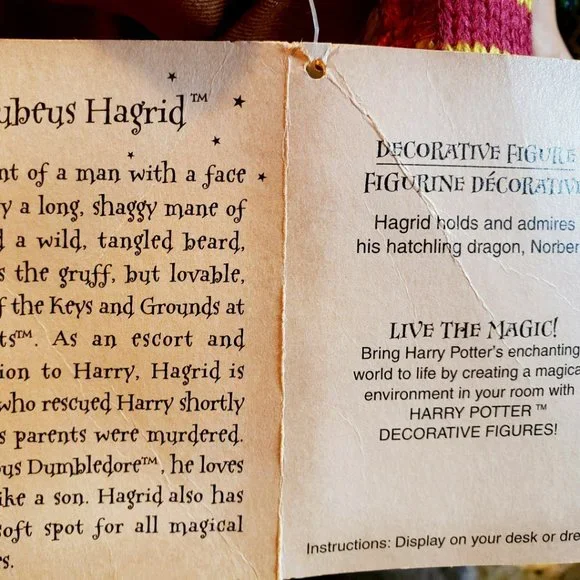 ubeus Hagrid™
nt of a man with a face
y a long, shaggy mane of
d a wild, tangled beard,
s the gruff, but lovable,
f the Keys and Grounds at
ts™. As an escort and
ion to Harry, Hagrid is
who rescued Harry shortly
s parents were murdered.
us Dumbledore™, he loves
ike a son. Hagrid also has
soft spot for all magical
rs.
DECORATIVE FIGURE
FIGURINE DÉCORATIVE
Hagrid holds and admires
his hatchling dragon, Norber
LIVE THE MAGIC!
Bring Harry Potter's enchanting
world to life by creating a magica
environment in your room with
HARRY POTTER™
DECORATIVE FIGURES!
Instructions: Display on your desk or dre